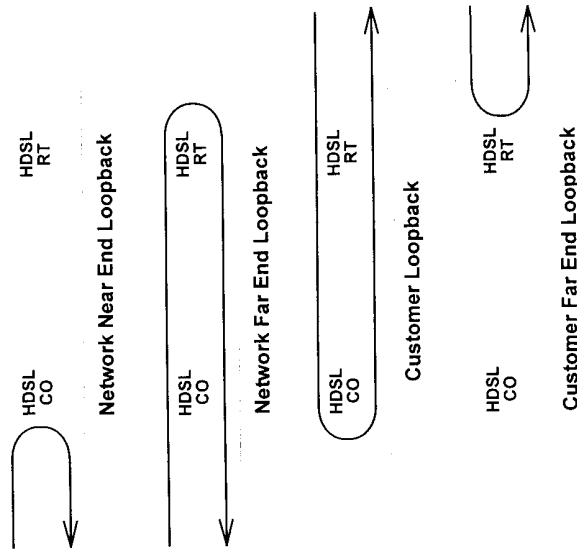 HDSL
CO
HDSL
RT
Network Near End Loopback
HDSL
CO
HDSL
RT
Network Far End Loopback
HDSL
CO
HDSL
RT
Customer Loopback
HDSL
CO
HDSL
RT
Customer Far End Loopback